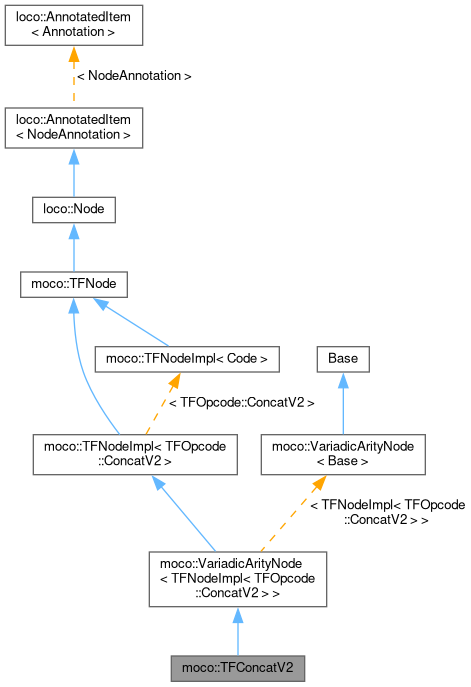 loco::AnnotatedItem
< Annotation >
< NodeAnnotation >
loco::AnnotatedItem
< NodeAnnotation >
loco::Node
moco::TFNode
moco::TFNodeImpl< Code >
Base
< TFOpcode::ConcatV2 >
moco::TFNodeImpl< TFOpcode
::ConcatV2 >
moco::VariadicArityNode
< Base >
< TFNodeImpl< TFOpcode
::ConcatV2 > >
moco::VariadicArityNode
< TFNodeImpl< TFOpcode
::ConcatV2 > >
moco::TFConcatV2